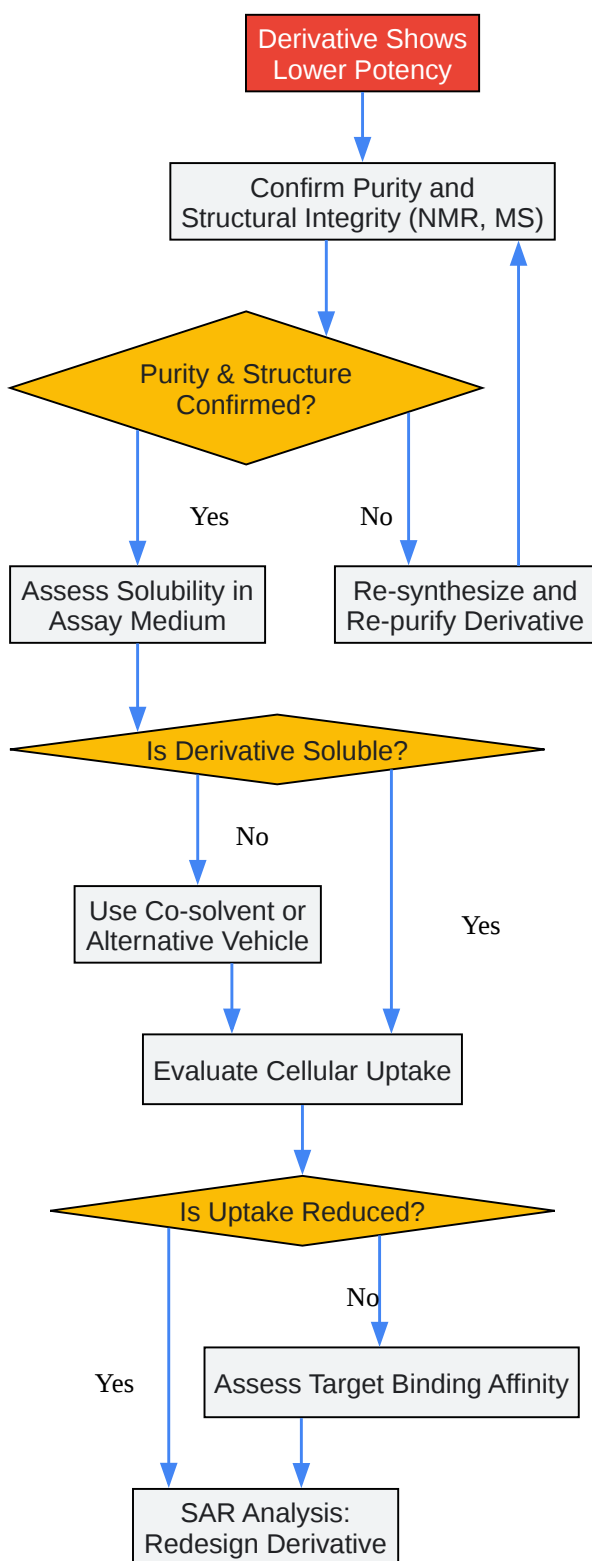 Derivative Shows
Lower Potency
Confirm Purity and
Structural Integrity (NMR, MS)
Purity & Structure
Confirmed?
Yes
No
Assess Solubility in
Assay Medium
Re-synthesize and
Re-purify Derivative
Is Derivative Soluble?
No
Use Co-solvent or
Alternative Vehicle
Yes
Evaluate Cellular Uptake
Is Uptake Reduced?
No
Yes
Assess Target Binding Affinity
SAR Analysis:
Redesign Derivative